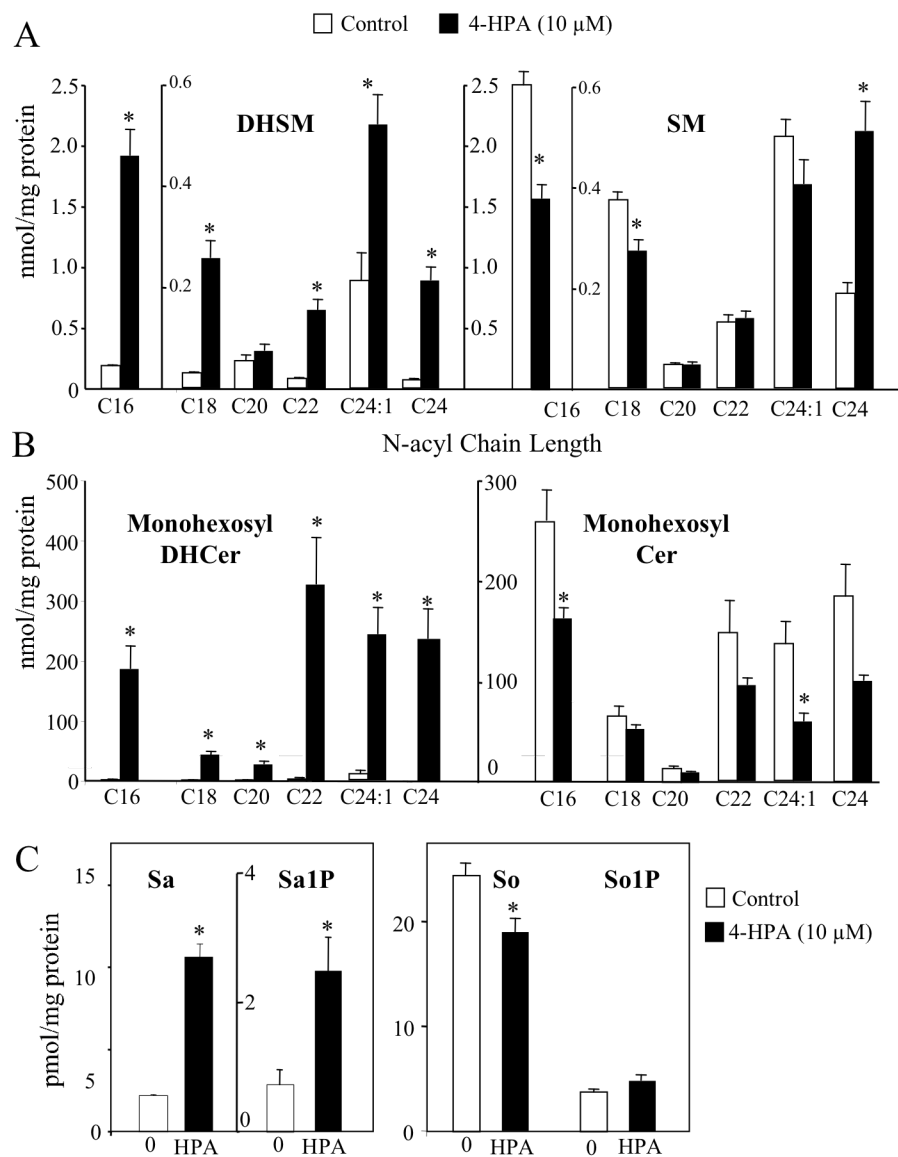 A
Control 4-HPA (10 µM)
nmol/mg protein
2.5
2.0
1.5
1.0
0.5
0
0.6
0.4
0.2
DHSM
* * * * *
C16 C18 C20 C22 C24:1 C24
2.5
2.0
1.5
1.0
0.5
0
0.6
0.4
0.2
SM
* * *
C16 C18 C20 C22 C24:1 C24
N-acyl Chain Length
B
nmol/mg protein
500
400
300
200
100
0
Monohexosyl
DHCer
* * * * * *
C16 C18 C20 C22 C24:1 C24
300
200
100
0
Monohexosyl
Cer
* *
C16 C18 C20 C22 C24:1 C24
C
pmol/mg protein
15
10
5
0
Sa
*
0 HPA
4
2
0
Sa1P
*
0 HPA
20
10
0
So So1P
*
0 HPA 0 HPA
Control
4-HPA (10 µM)